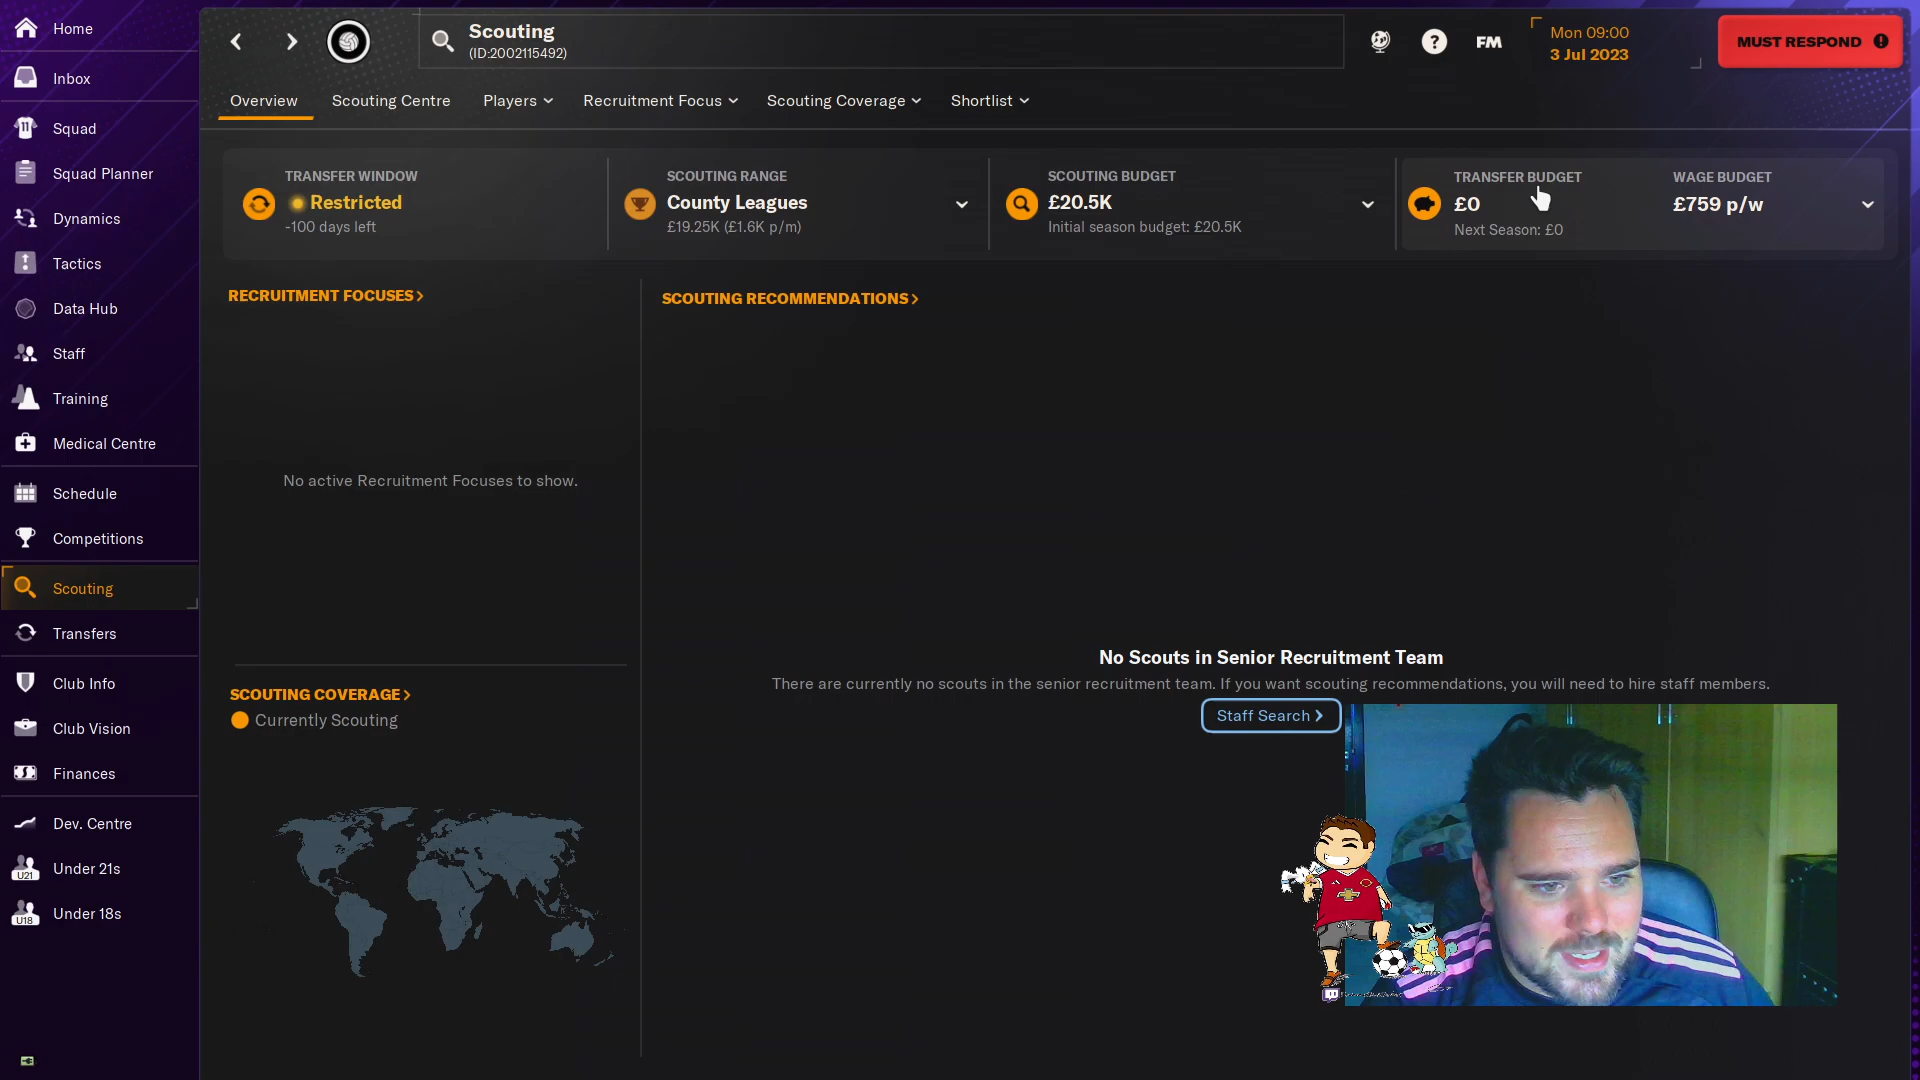 Home
Inbox
Squad
Squad Planner
Dynamics
Tactics
Data Hub
Staff
Training
Medical Centre
Schedule
Competitions
Scouting
Transfers
Club Info
Club Vision
Finances
Dev. Centre
U21 Under 21s
U18 Under 18s
Scouting
(ID:2002115492)
FM
Mon 09:00
3 Jul 2023
MUST RESPOND
Overview Scouting Centre Players Recruitment Focus Scouting Coverage Shortlist
TRANSFER WINDOW
Restricted
-100 days left
SCOUTING RANGE
County Leagues
£19.25K (£1.6K p/m)
SCOUTING BUDGET
£20.5K
Initial season budget: £20.5K
TRANSFER BUDGET
£0
Next Season: £0
WAGE BUDGET
£759 p/w
RECRUITMENT FOCUSES >
No active Recruitment Focuses to show.
SCOUTING COVERAGE >
Currently Scouting
SCOUTING RECOMMENDATIONS >
No Scouts in Senior Recruitment Team
There are currently no scouts in the senior recruitment team. If you want scouting recommendations, you will need to hire staff members.
Staff Search >